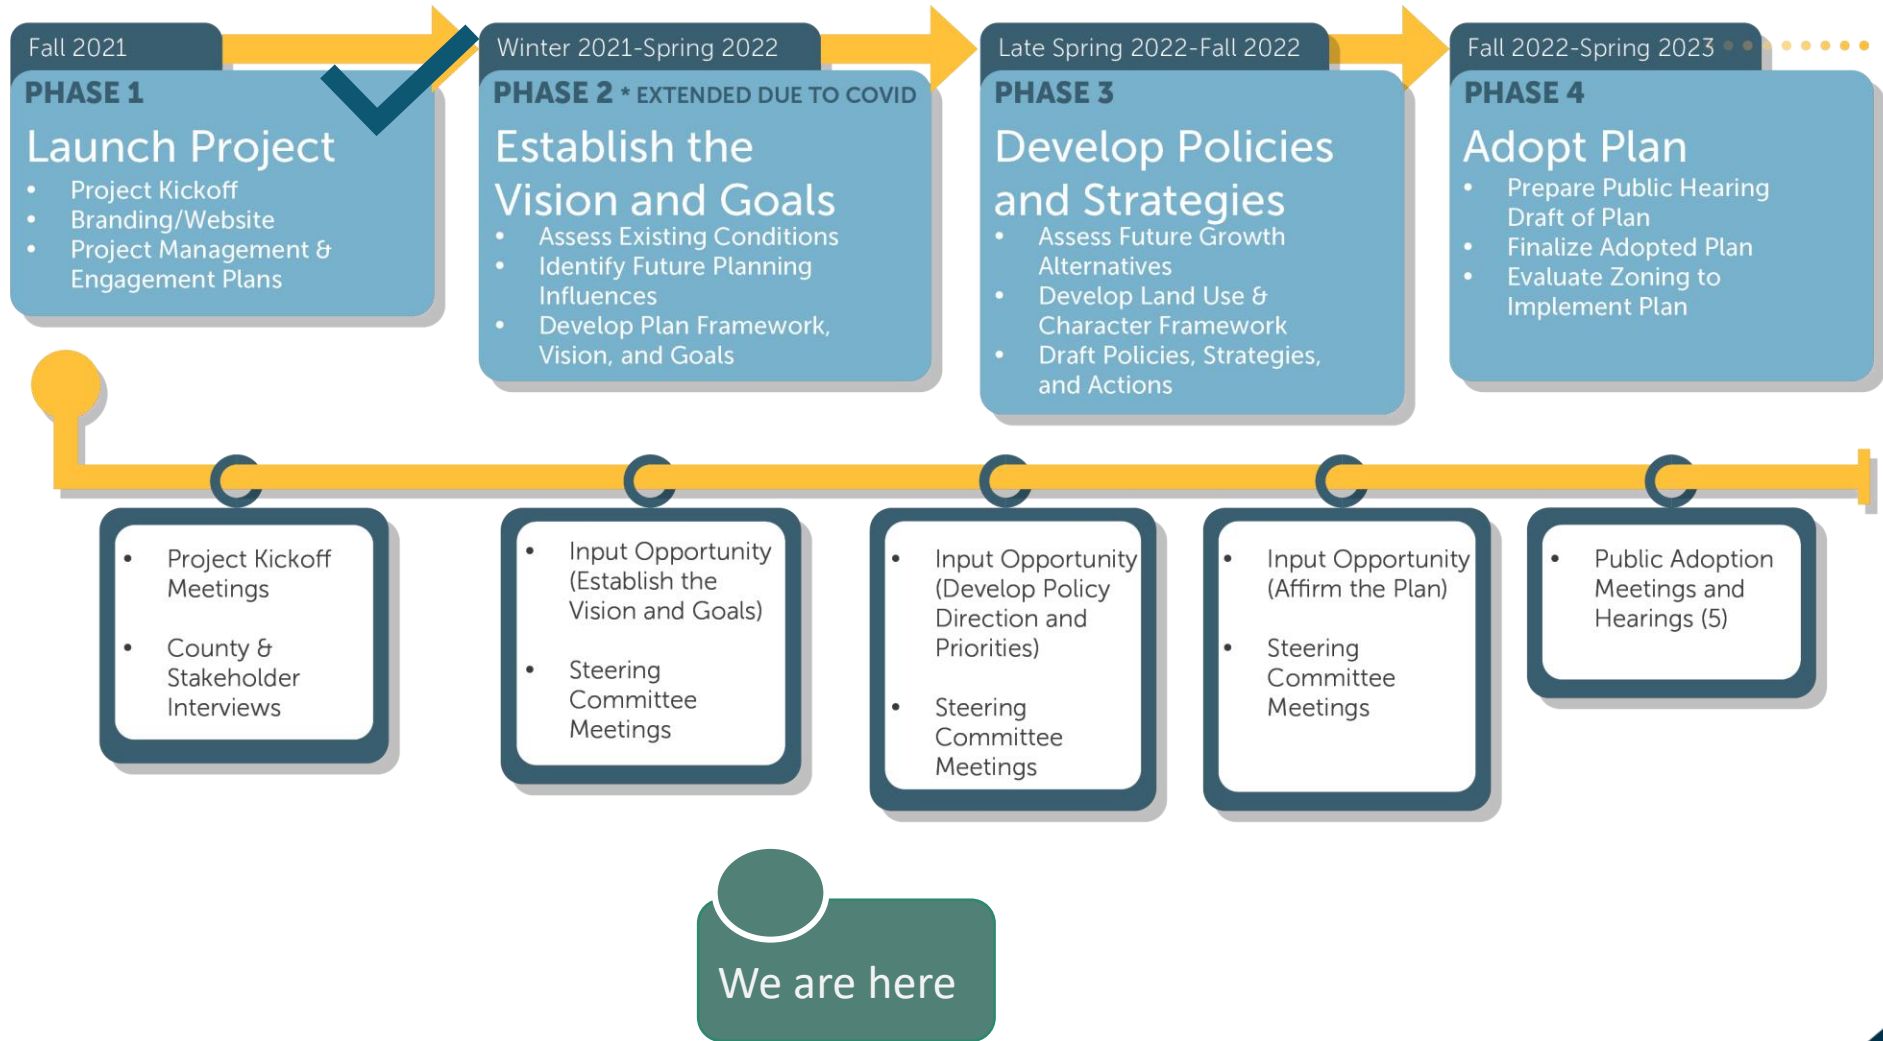 Fall 2021
PHASE 1
Launch Project
• Project Kickoff
• Branding/Website
• Project Management &
Engagement Plans
Winter 2021-Spring 2022
PHASE 2 * EXTENDED DUE TO COVID
Establish the
Vision and Goals
• Assess Existing Conditions
• Identify Future Planning
Influences
• Develop Plan Framework,
Vision, and Goals
Late Spring 2022-Fall 2022
PHASE 3
Develop Policies
and Strategies
• Assess Future Growth
Alternatives
• Develop Land Use &
Character Framework
• Draft Policies, Strategies,
and Actions
Fall 2022-Spring 2023
PHASE 4
Adopt Plan
• Prepare Public Hearing
Draft of Plan
• Finalize Adopted Plan
• Evaluate Zoning to
Implement Plan
• Project Kickoff
Meetings
• County &
Stakeholder
Interviews
• Input Opportunity
(Establish the
Vision and Goals)
• Steering
Committee
Meetings
• Input Opportunity
(Develop Policy
Direction and
Priorities)
• Steering
Committee
Meetings
• Input Opportunity
(Affirm the Plan)
• Steering
Committee
Meetings
• Public Adoption
Meetings and
Hearings (5)
We are here